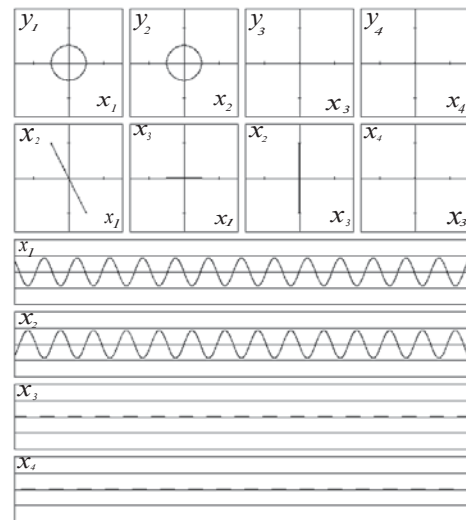 y₁ y₂ y₃ y₄
x₁ x₂ x₃ x₄
x₂ x₃ x₂ x₄
x₁ x₁ x₃ x₃
x₁
x₂
x₃
x₄